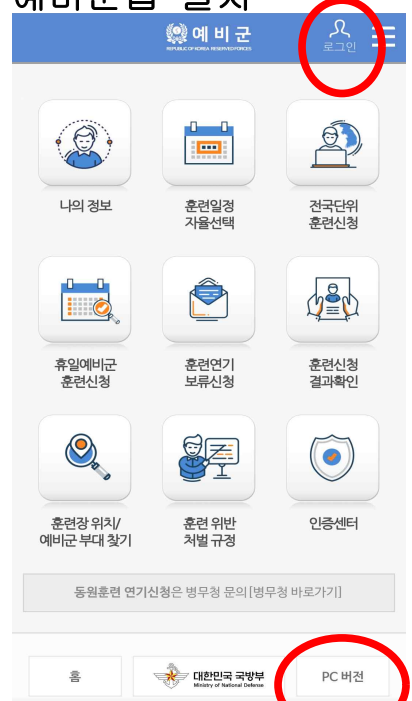 예비군앱 설치
예비군
REPUBLIC OF KOREA RESERVED FORCES
로그인
나의 정보
훈련일정
자율선택
전국단위
훈련신청
휴일예비군
훈련신청
훈련연기
보류신청
훈련신청
결과확인
훈련장 위치/
예비군 부대 찾기
훈련 위반
처벌 규정
인증센터
동원훈련 연기신청은 병무청 문의 [병무청 바로가기]
홈
대한민국 국방부
Ministry of National Defense
PC 버전